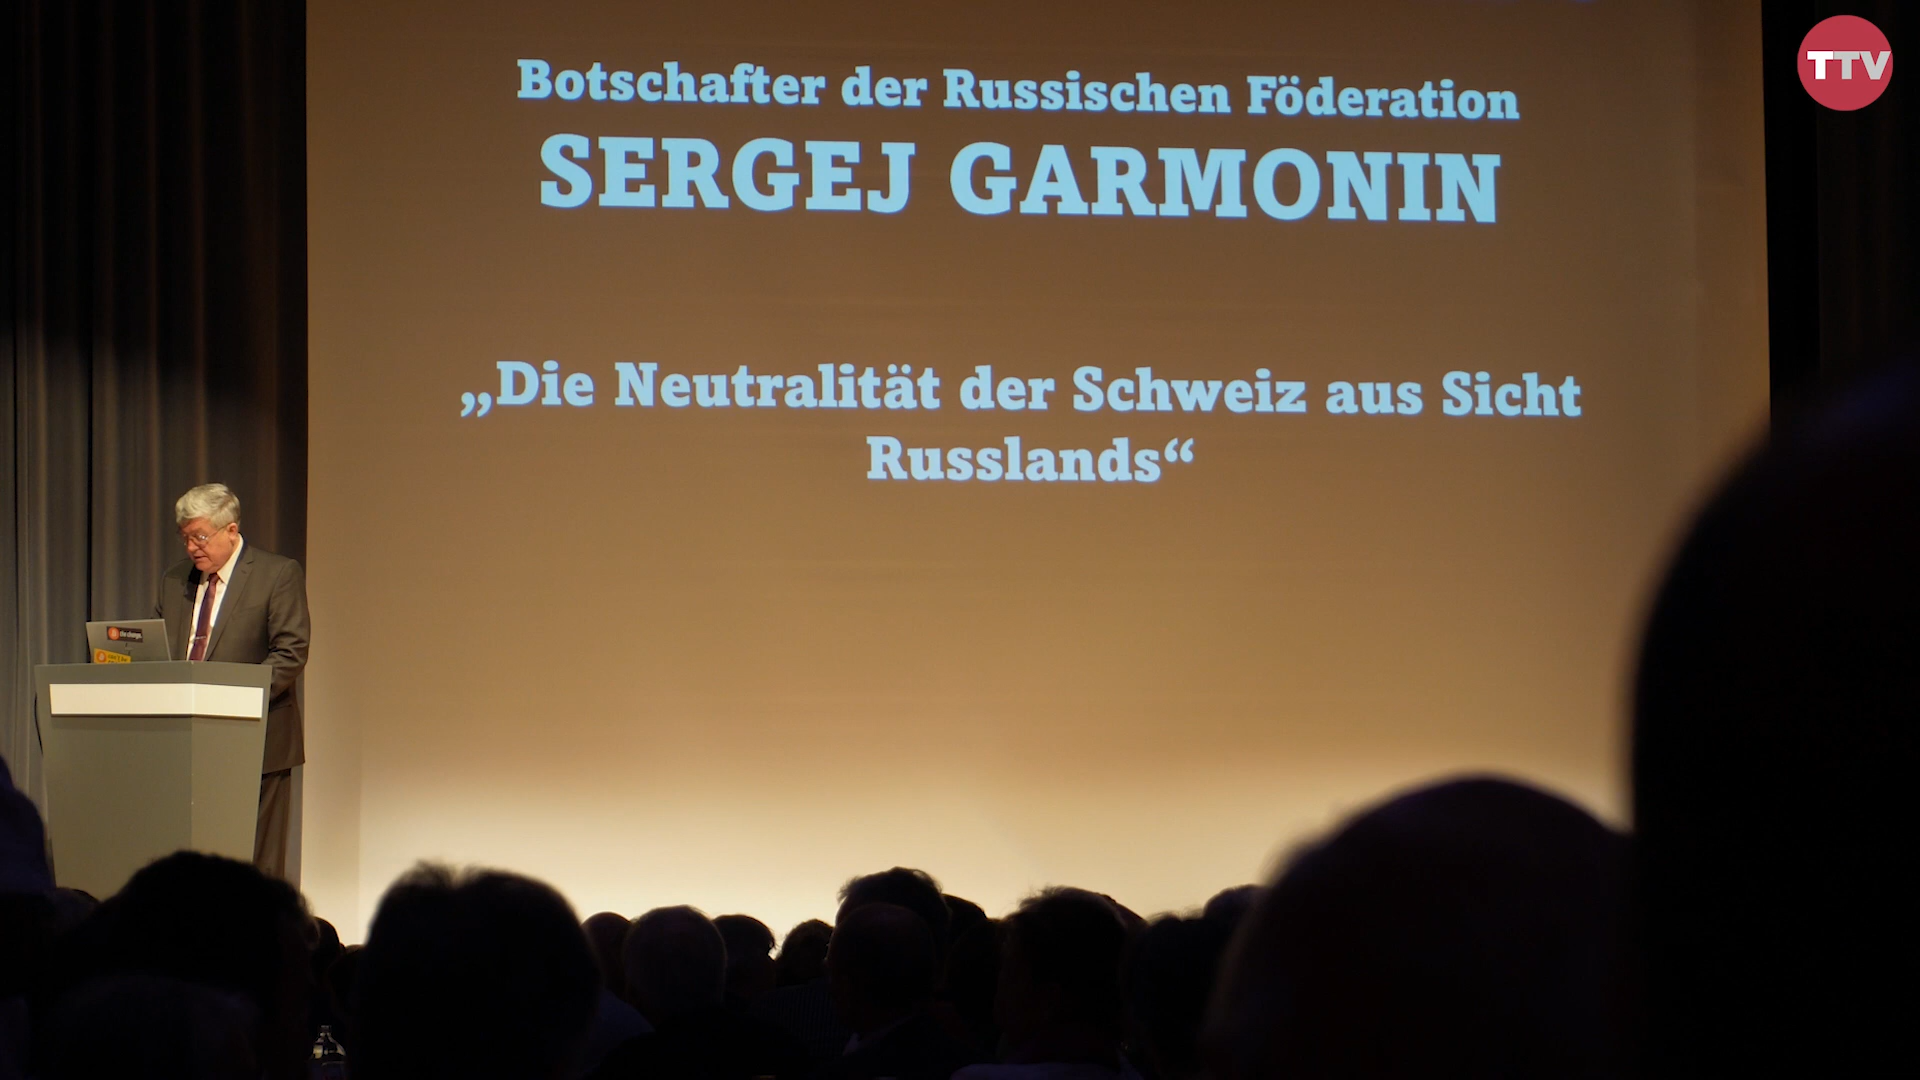 TTV
Botschafter der Russischen Föderation
SERGEJ GARMONIN
„Die Neutralität der Schweiz aus Sicht
Russlands“